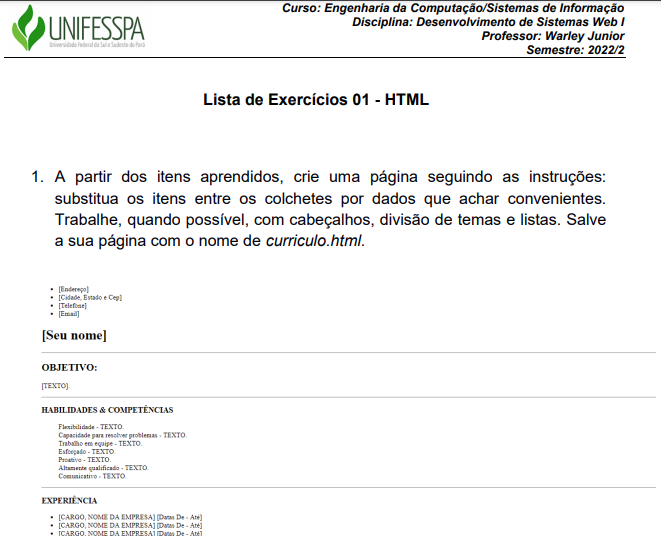 Curso: Engenharia da Computação/Sistemas de Informação
Disciplina: Desenvolvimento de Sistemas Web I
Professor: Warley Junior
Semestre: 2022/2
UNIFESSPA
Universidade Federal do Sul e Sudeste do Pará
Lista de Exercícios 01 - HTML
1. A partir dos itens aprendidos, crie uma página seguindo as instruções:
substitua os itens entre os colchetes por dados que achar convenientes.
Trabalhe, quando possível, com cabeçalhos, divisão de temas e listas. Salve
a sua página com o nome de curriculo.html.
• [Endereço]
• [Cidade, Estado e Cep]
• [Telefone]
• [Email]
[Seu nome]
OBJETIVO:
[TEXTO].
HABILIDADES & COMPETÊNCIAS
Flexibilidade - TEXTO.
Capacidade para resolver problemas - TEXTO.
Trabalho em equipe - TEXTO.
Esforçado - TEXTO.
Proativo - TEXTO.
Altamente qualificado - TEXTO.
Comunicativo - TEXTO.
EXPERIÊNCIA
• [CARGO, NOME DA EMPRESA] [Datas De - Até]
• [CARGO, NOME DA EMPRESA] [Datas De - Até]
• [CARGO, NOME DA EMPRESA] [Datas De - Até]